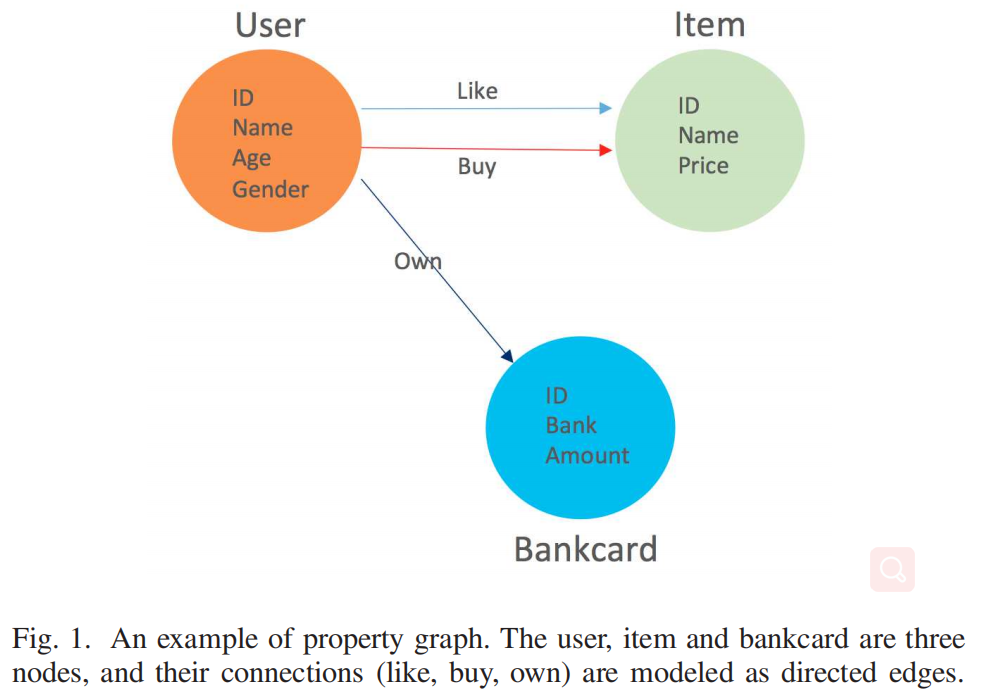 User
Item
ID
Name
Age
Gender
Like
Buy
ID
Name
Price
Own
ID
Bank
Amount
Bankcard
Fig. 1. An example of property graph. The user, item and bankcard are three
nodes, and their connections (like, buy, own) are modeled as directed edges.